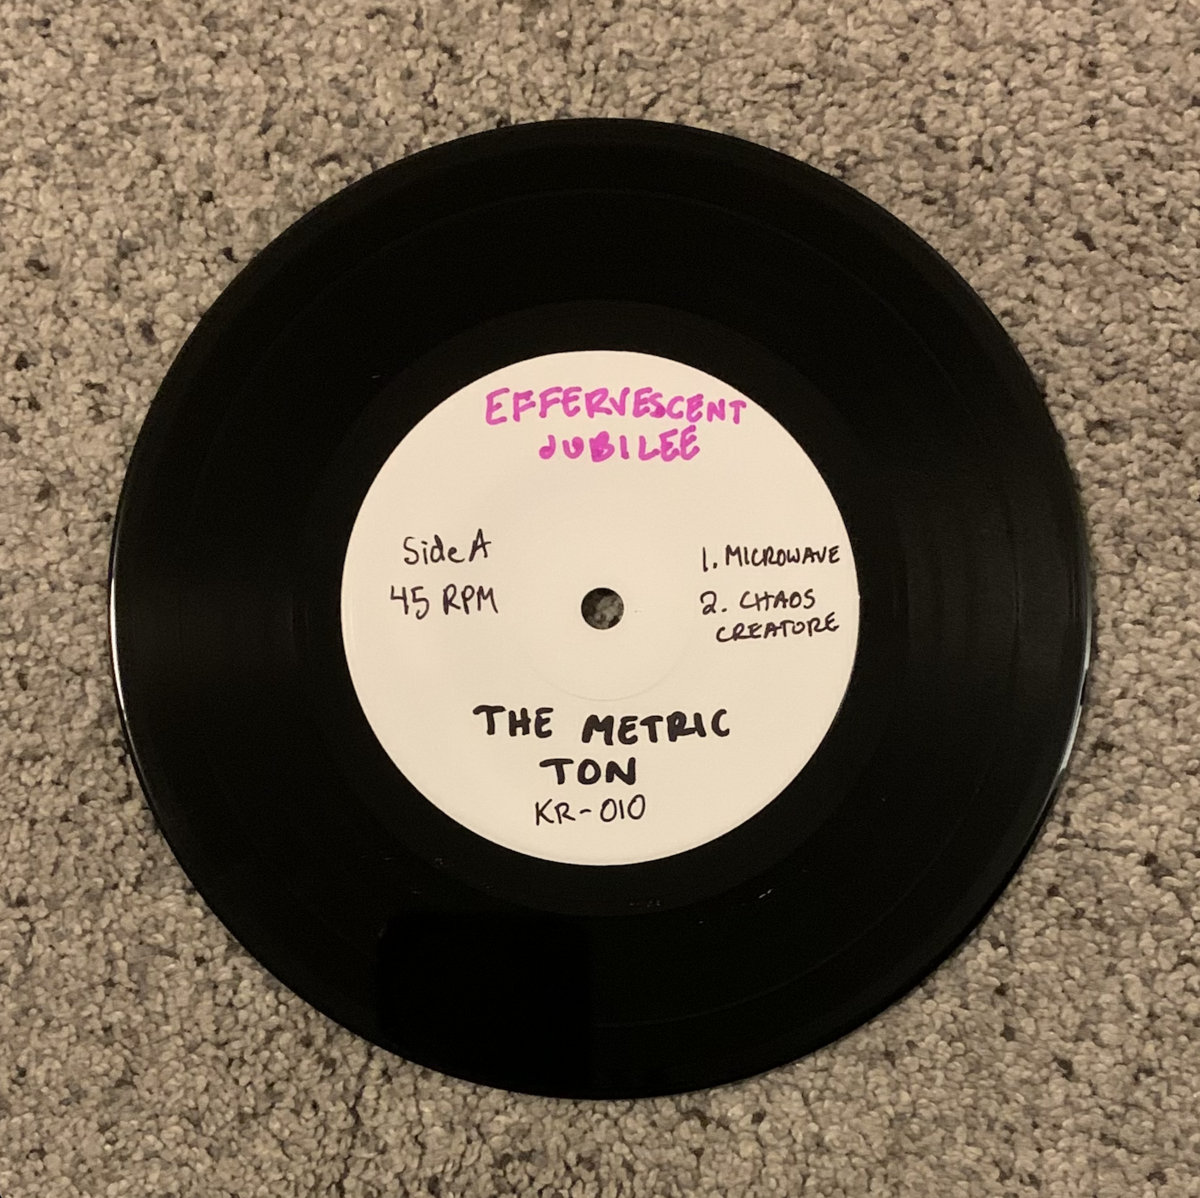 EFFERVESCENT
JUBILEE
Side A
45 RPM
1. MICROWAVE
2. CHAOS
CREATURE
THE METRIC
TON
KR-010